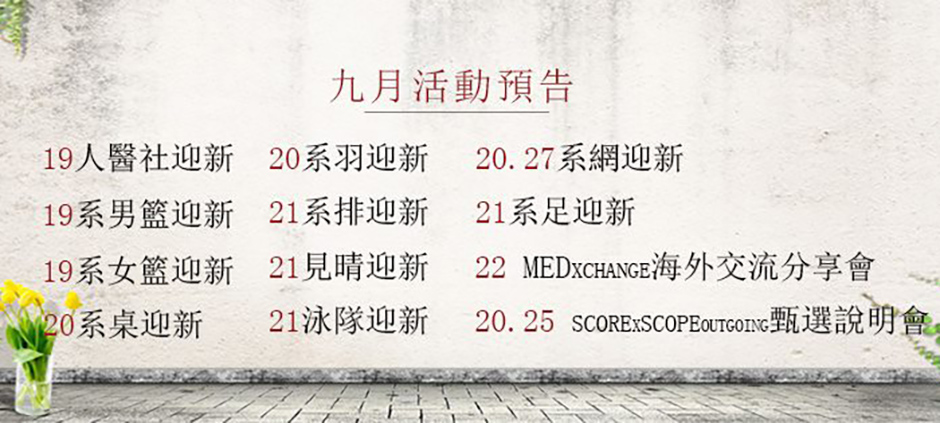 九月活動預告
19人醫社迎新
19系男籃迎新
19系女籃迎新
20系桌迎新
20系羽迎新
21系排迎新
21見晴迎新
21泳隊迎新
20.27系網迎新
21系足迎新
22 MEDXCHANGE海外交流分享會
20.25 SCORExSCOPEOUTGOING甄選說明會